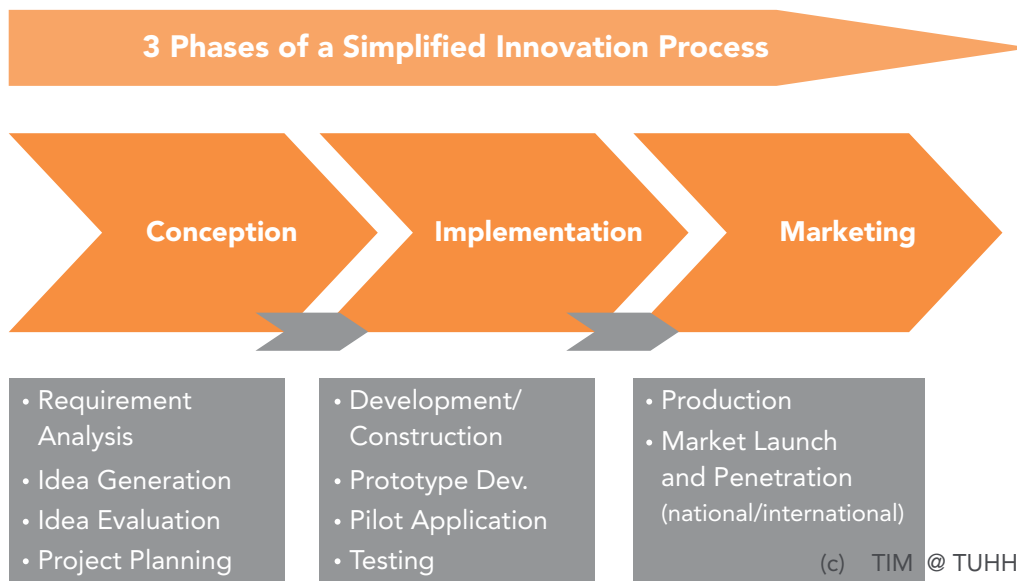 3 Phases of a Simplified Innovation Process
Conception
Implementation
Marketing
• Requirement
Analysis
• Idea Generation
• Idea Evaluation
• Project Planning
• Development/
Construction
• Prototype Dev.
• Pilot Application
• Testing
• Production
• Market Launch
and Penetration
(national/international)
(c) TIM @ TUHH